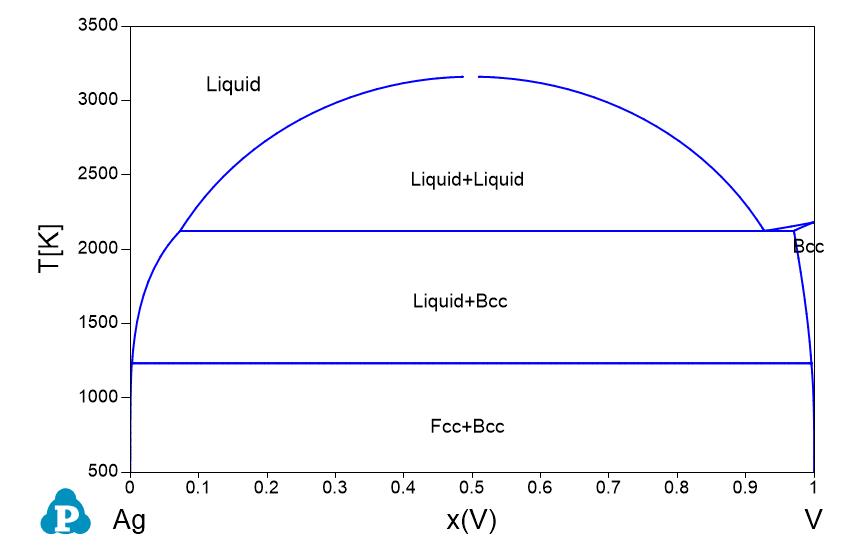 3500
3000
2500
2000
1500
1000
500
T[K]
Liquid
Liquid+Liquid
Bcc
Liquid+Bcc
Fcc+Bcc
0 0.1 0.2 0.3 0.4 0.5 0.6 0.7 0.8 0.9 1
P Ag x(V) V